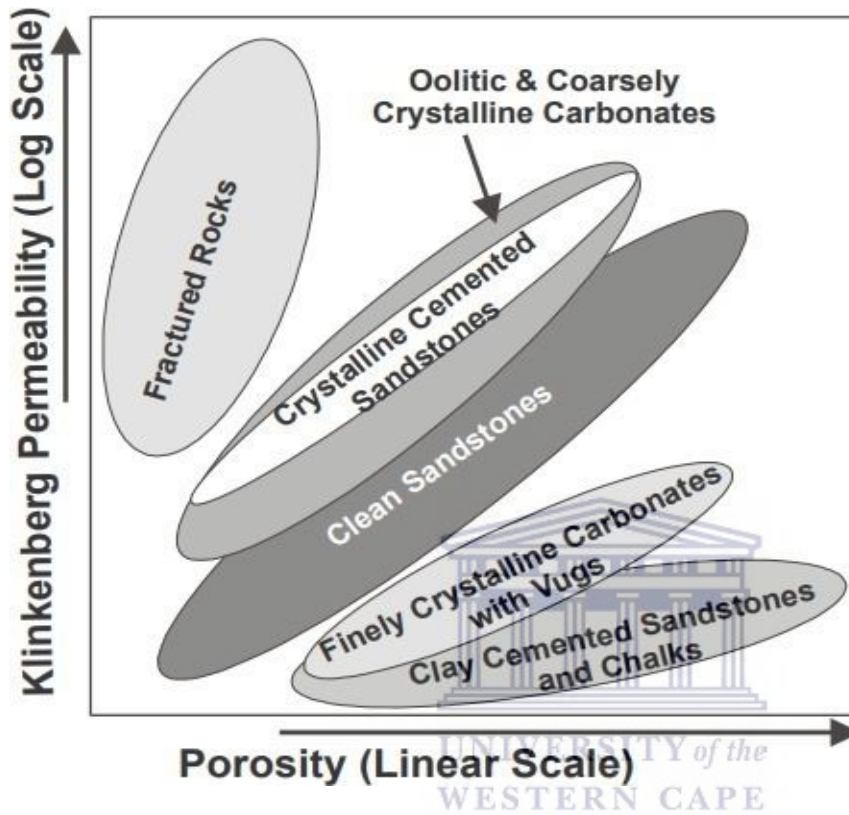 Klinkenberg Permeability (Log Scale)
Oolitic & Coarsely
Crystalline Carbonates
Fractured Rocks
Crystalline Cemented
Sandstones
Clean Sandstones
Finely Crystalline Carbonates
with Vugs
Clay Cemented Sandstones
and Chalks
Porosity (Linear Scale)
UNIVERSITY of the
WESTERN CAPE